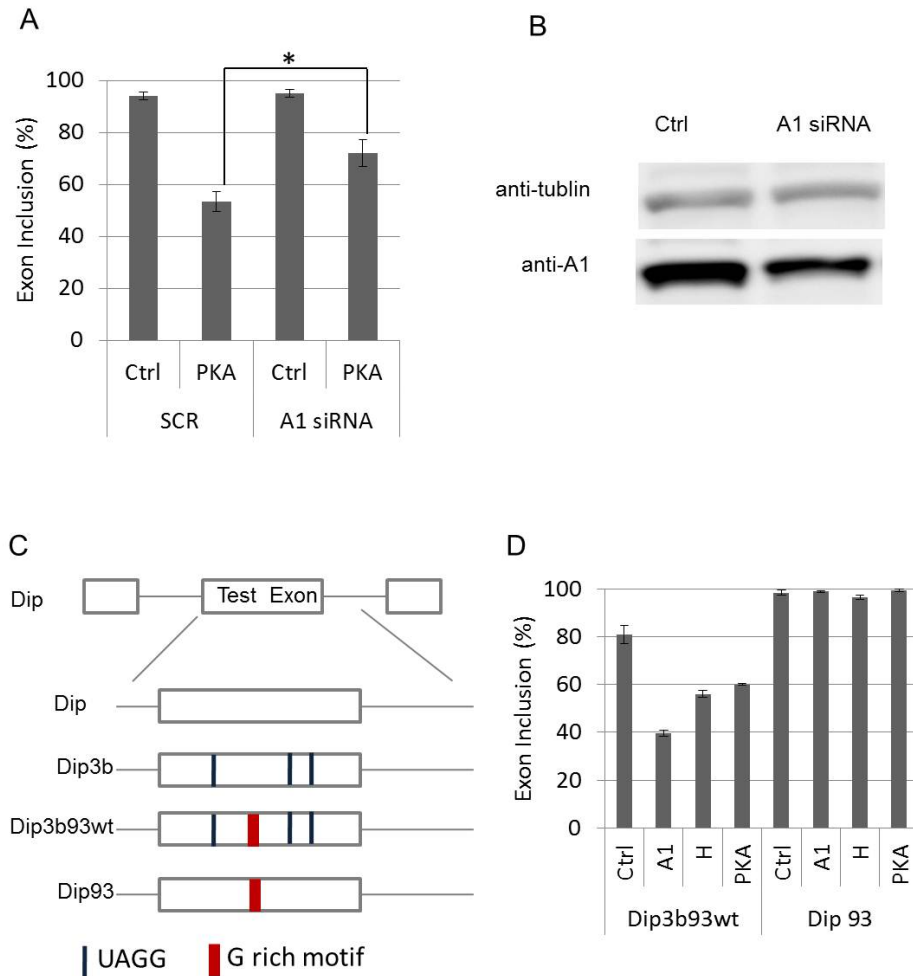 A
*
100
80
60
40
20
0
Exon Inclusion (%)
Ctrl PKA Ctrl PKA
SCR A1 siRNA
B
Ctrl A1 siRNA
anti-tublin
anti-A1
C
Dip
Test Exon
Dip
Dip3b
Dip3b93wt
Dip93
UAGG G rich motif
D
100
80
60
40
20
0
Exon Inclusion (%)
Ctrl A1 H PKA Ctrl A1 H PKA
Dip3b93wt Dip 93